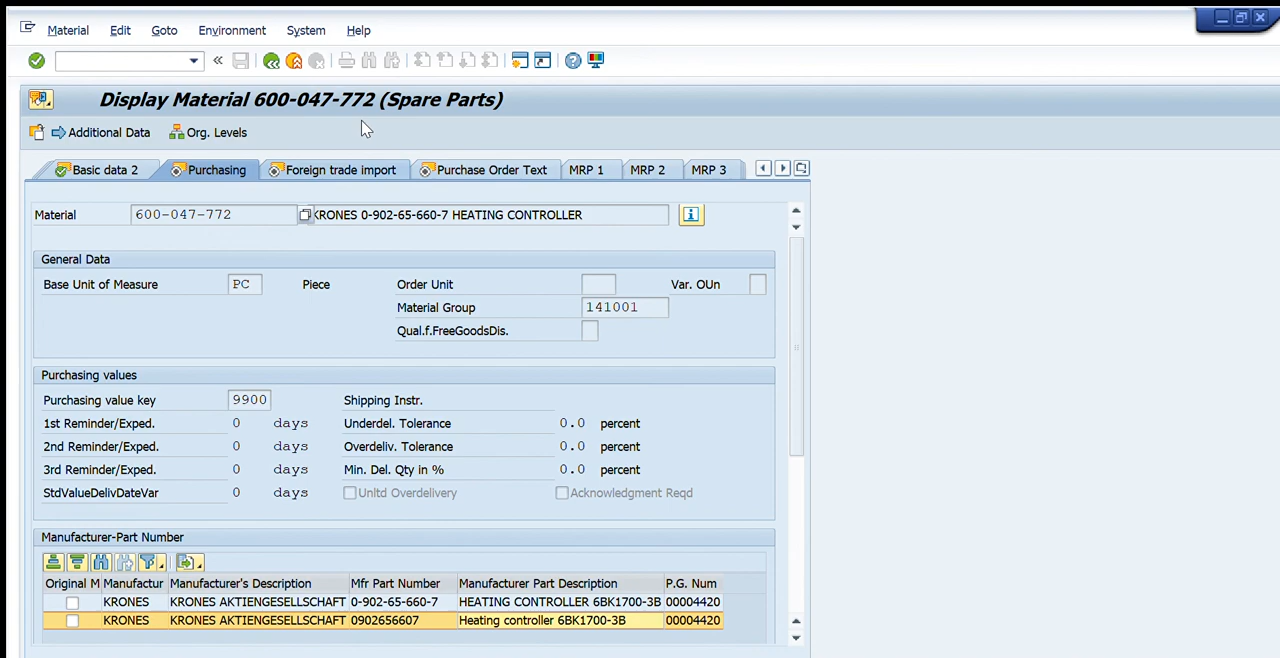 Material Edit Goto Environment System Help
Display Material 600-047-772 (Spare Parts)
Additional Data Org. Levels
Basic data 2 Purchasing Foreign trade import Purchase Order Text MRP 1 MRP 2 MRP 3
Material 600-047-772 KRONES 0-902-65-660-7 HEATING CONTROLLER
General Data
Base Unit of Measure PC Piece Order Unit Var. OUn
Material Group 141001
Qual.f.FreeGoodsDis.
Purchasing values
Purchasing value key 9900 Shipping Instr.
1st Reminder/Exped. 0 days Underdel. Tolerance 0.0 percent
2nd Reminder/Exped. 0 days Overdeliv. Tolerance 0.0 percent
3rd Reminder/Exped. 0 days Min. Del. Qty in % 0.0 percent
StdValueDelivDateVar 0 days Unltd Overdelivery Acknowledgment Reqd
Manufacturer-Part Number
Original M Manufactur Manufacturer's Description Mfr Part Number Manufacturer Part Description P.G. Num
KRONES KRONES AKTIENGESELLSCHAFT 0-902-65-660-7 HEATING CONTROLLER 6BK1700-3B 00004420
KRONES KRONES AKTIENGESELLSCHAFT 0902656607 Heating controller 6BK1700-3B 00004420